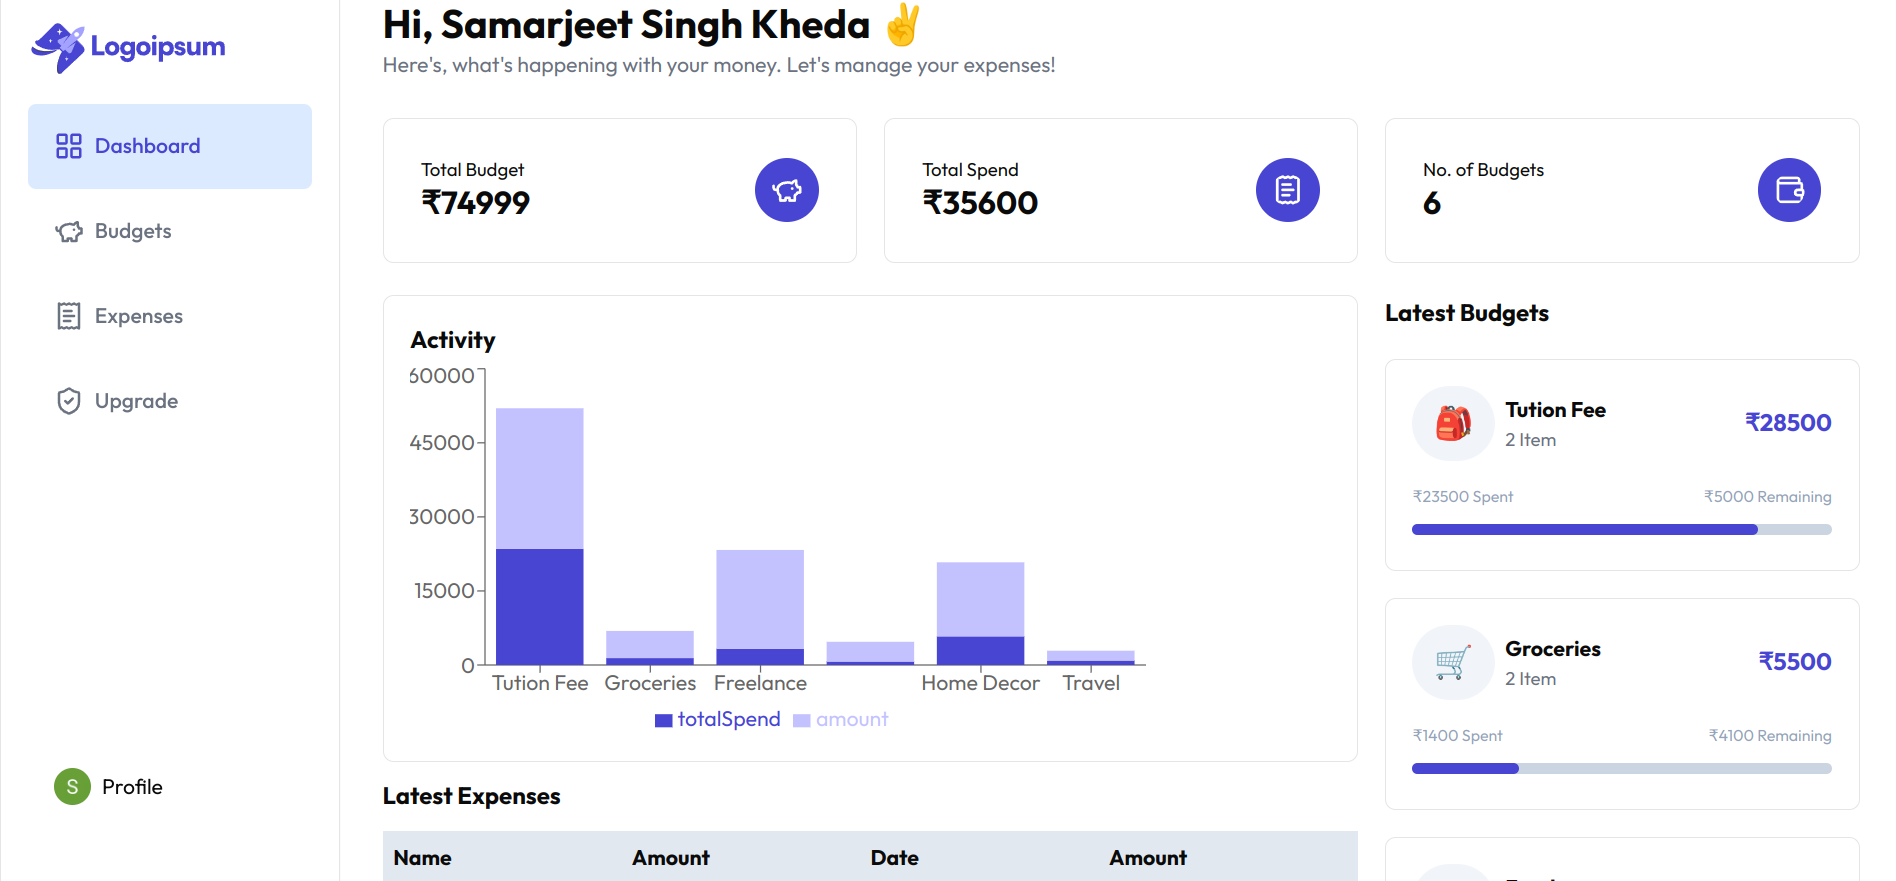 Logoipsum
Dashboard
Budgets
Expenses
Upgrade
S Profile
Hi, Samarjeet Singh Kheda ✌️
Here's, what's happening with your money. Let's manage your expenses!
Total Budget
₹74999
Total Spend
₹35600
No. of Budgets
6
Activity
60000
45000
30000
15000
0
Tution Fee Groceries Freelance Home Decor Travel
totalSpend amount
Latest Expenses
Name Amount Date Amount
Latest Budgets
Tution Fee
2 Item
₹28500
₹23500 Spent ₹5000 Remaining
Groceries
2 Item
₹5500
₹1400 Spent ₹4100 Remaining